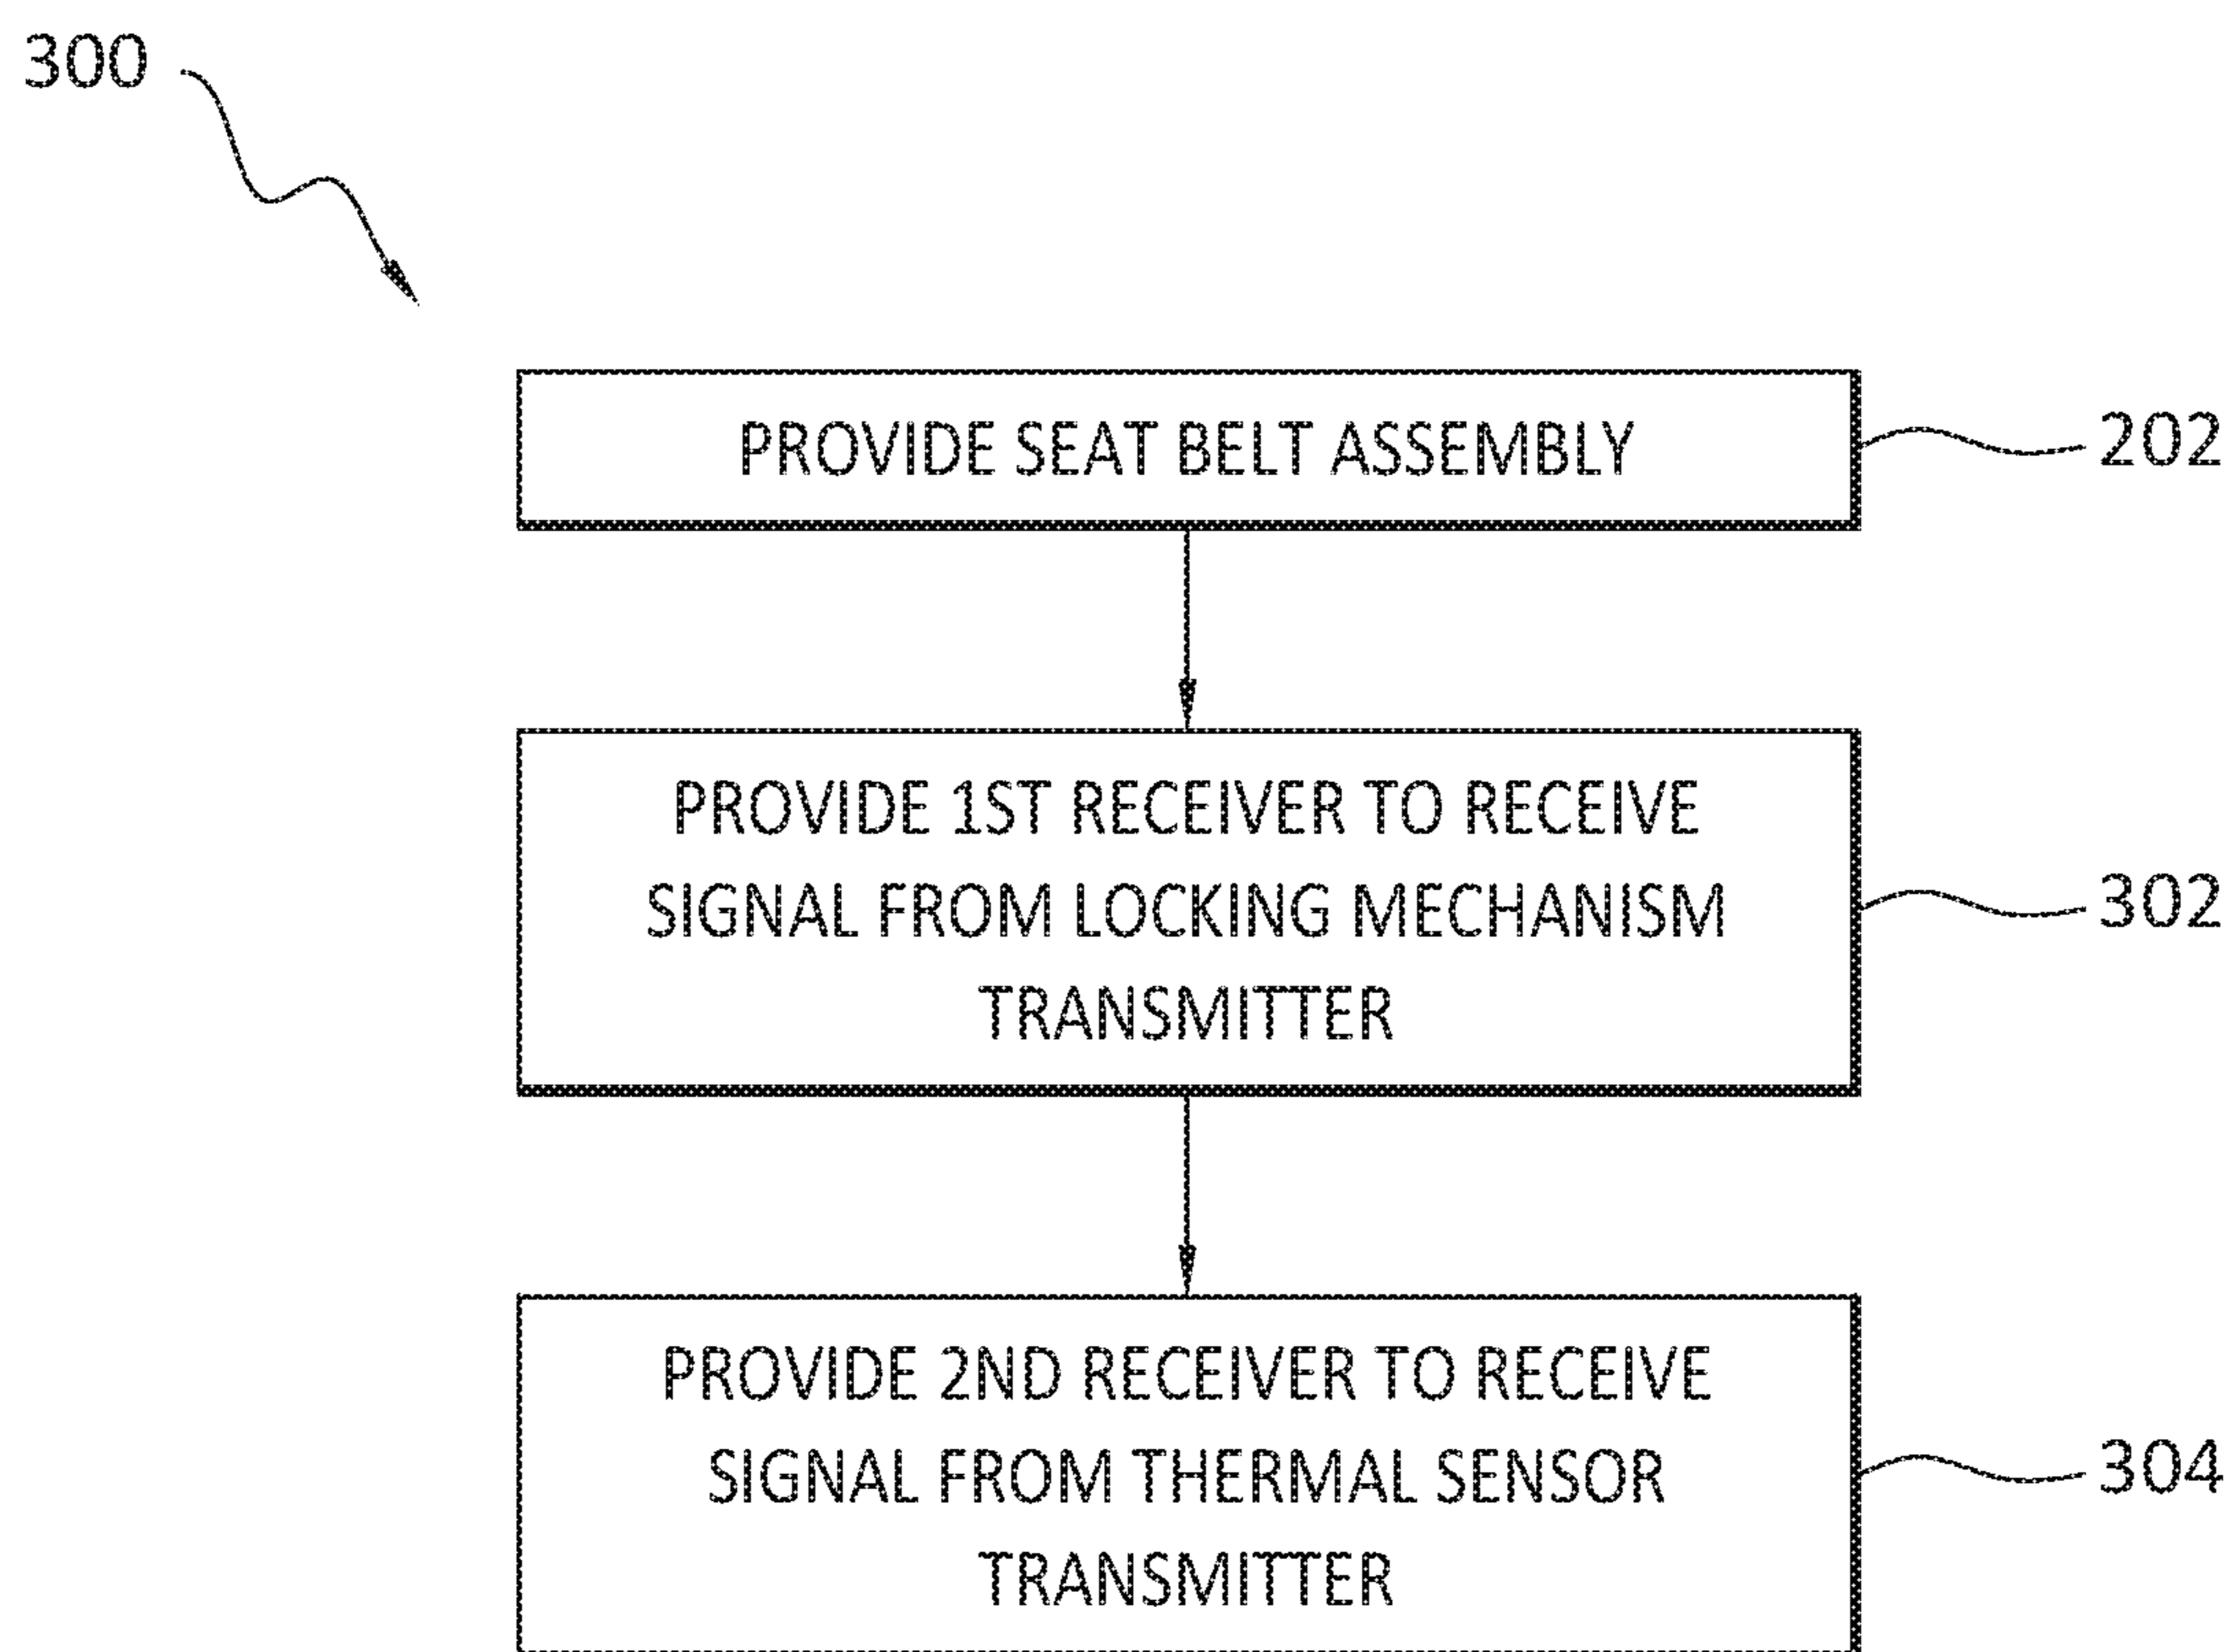 300
PROVIDE SEAT BELT ASSEMBLY
202
PROVIDE 1ST RECEIVER TO RECEIVE
SIGNAL FROM LOCKING MECHANISM
TRANSMITTER
302
PROVIDE 2ND RECEIVER TO RECEIVE
SIGNAL FROM THERMAL SENSOR
TRANSMITTER
304